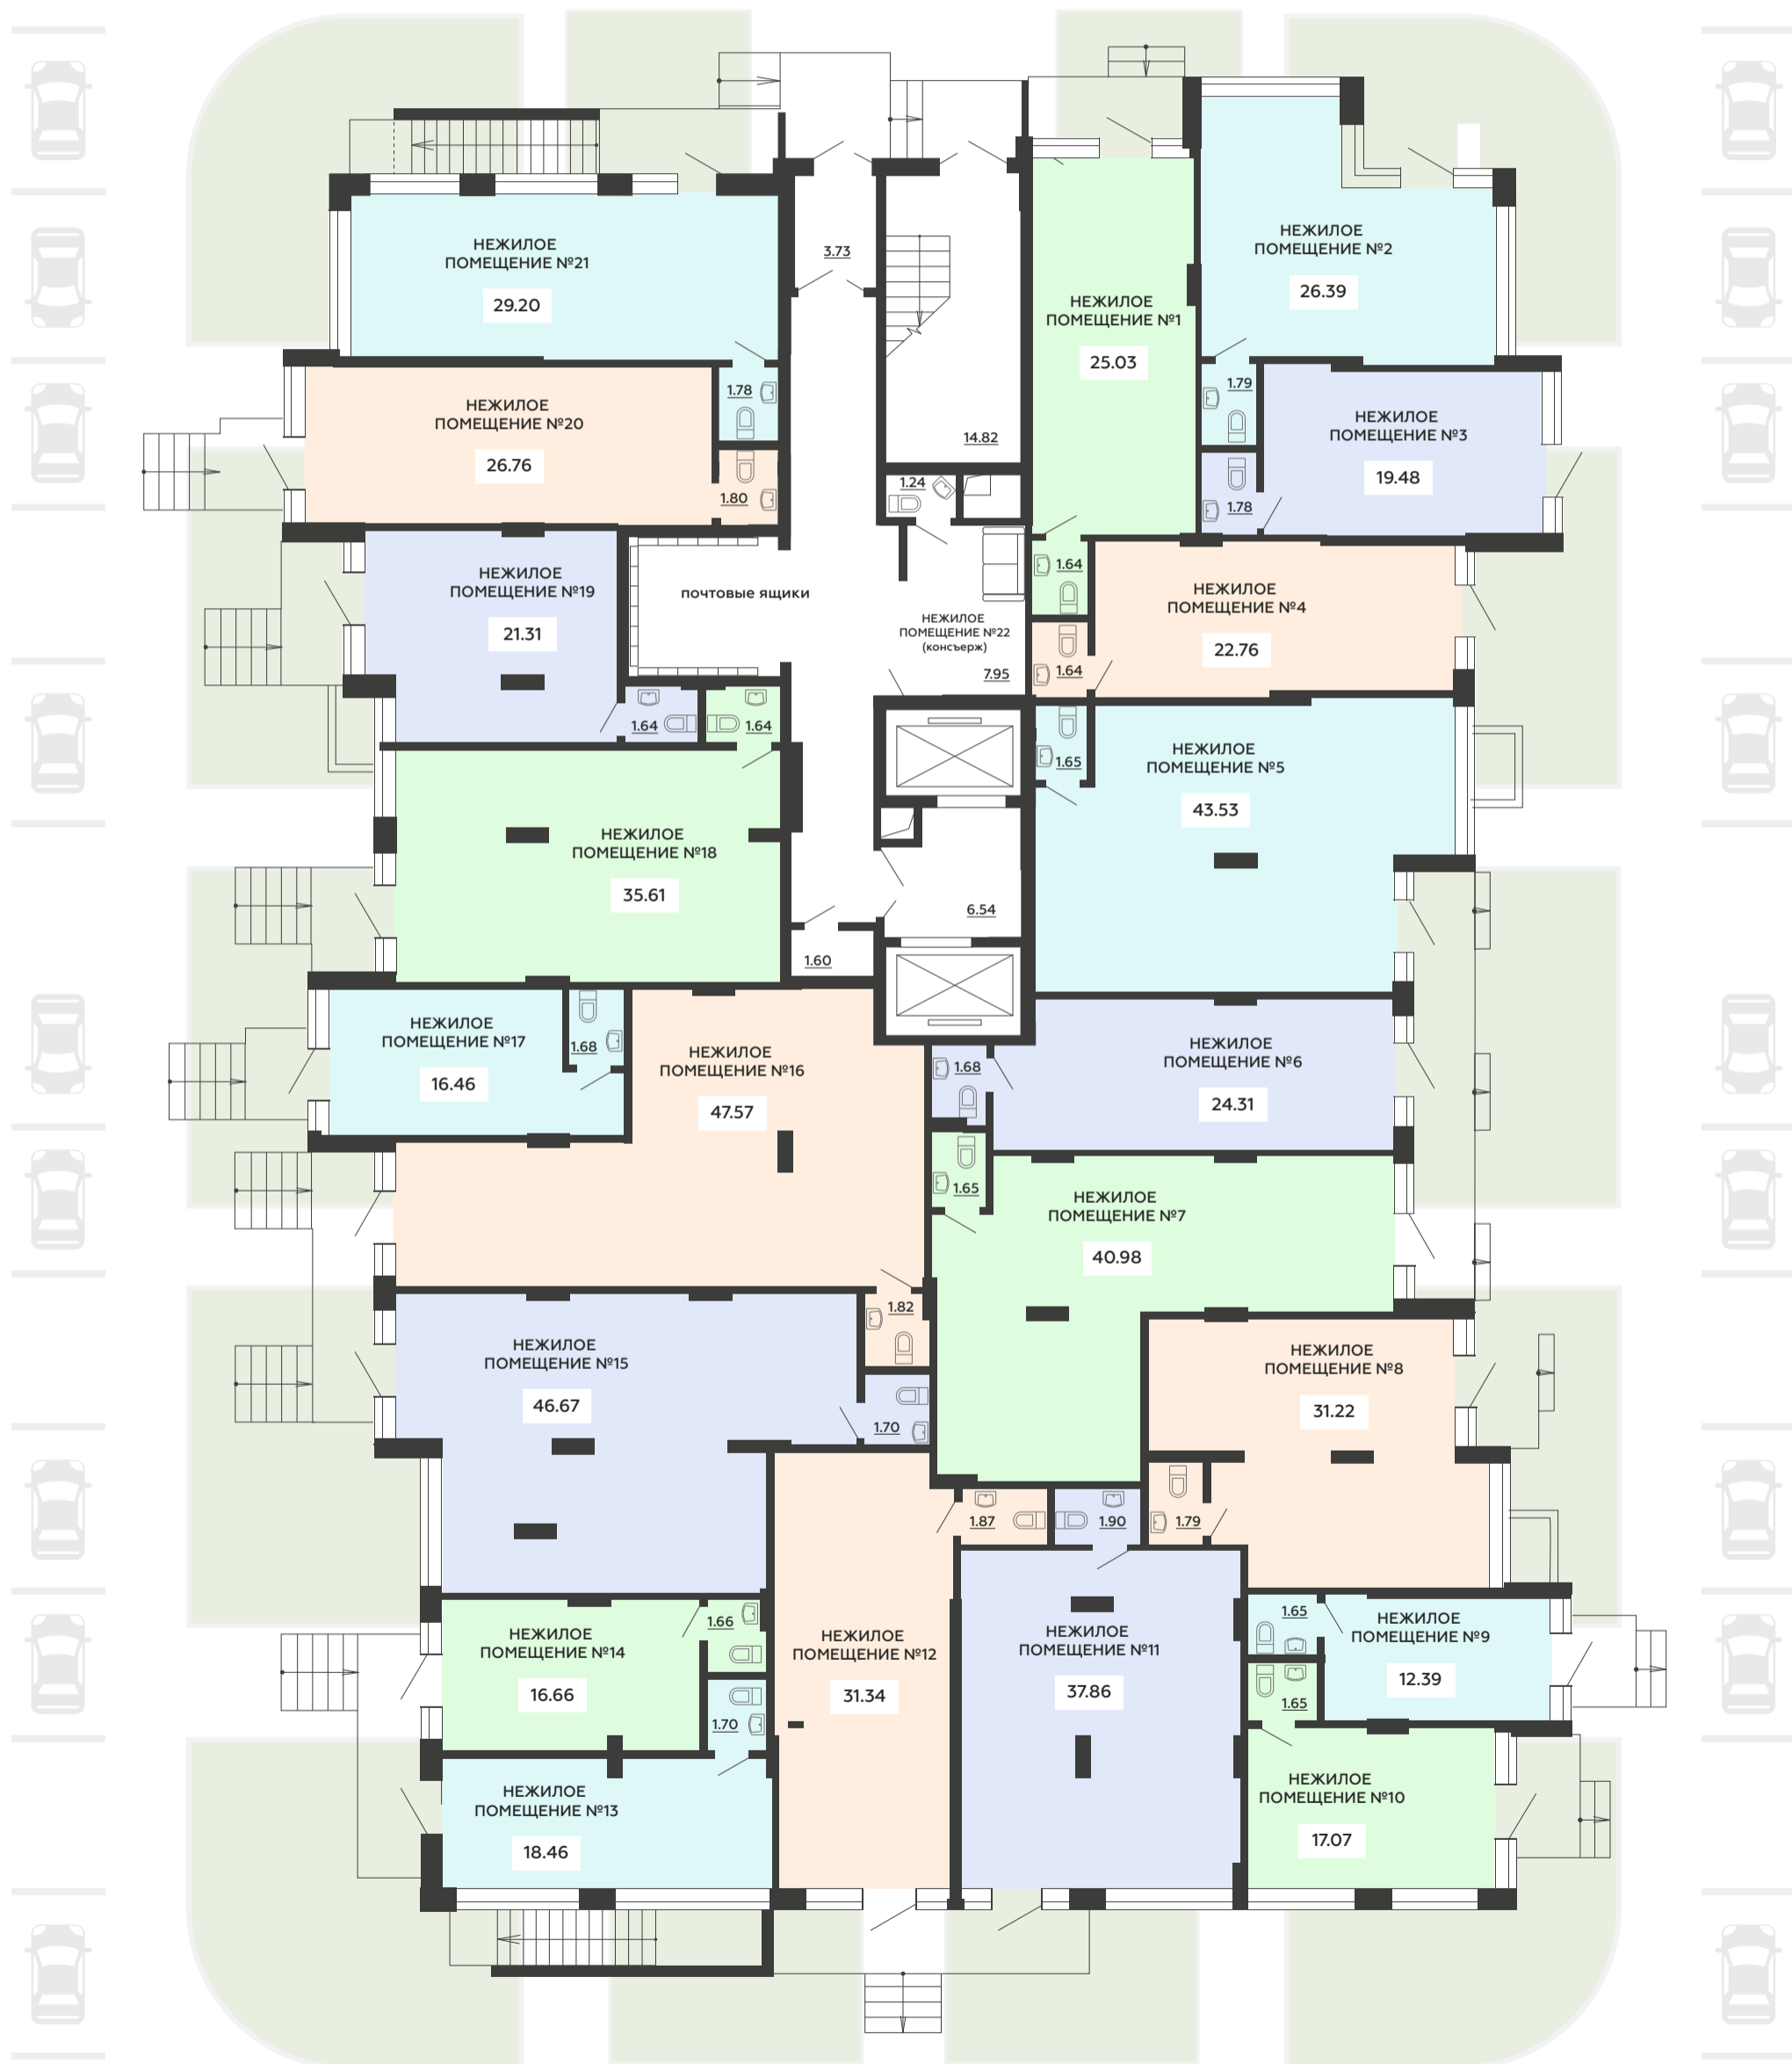 НЕЖИЛОЕ
ПОМЕЩЕНИЕ №21
29.20
1.78
3.73
14.82
НЕЖИЛОЕ
ПОМЕЩЕНИЕ №1
25.03
1.64
НЕЖИЛОЕ
ПОМЕЩЕНИЕ №2
26.39
1.79
НЕЖИЛОЕ
ПОМЕЩЕНИЕ №20
26.76
1.80
1.24
НЕЖИЛОЕ
ПОМЕЩЕНИЕ №3
19.48
1.78
НЕЖИЛОЕ
ПОМЕЩЕНИЕ №19
21.31
1.64
почтовые ящики
НЕЖИЛОЕ
ПОМЕЩЕНИЕ №22
(консьерж)
7.95
НЕЖИЛОЕ
ПОМЕЩЕНИЕ №4
22.76
1.64
1.64
НЕЖИЛОЕ
ПОМЕЩЕНИЕ №18
35.61
1.65
НЕЖИЛОЕ
ПОМЕЩЕНИЕ №5
43.53
6.54
1.60
НЕЖИЛОЕ
ПОМЕЩЕНИЕ №17
16.46
1.68
НЕЖИЛОЕ
ПОМЕЩЕНИЕ №16
47.57
1.82
1.68
НЕЖИЛОЕ
ПОМЕЩЕНИЕ №6
24.31
1.65
НЕЖИЛОЕ
ПОМЕЩЕНИЕ №7
40.98
НЕЖИЛОЕ
ПОМЕЩЕНИЕ №15
46.67
1.70
НЕЖИЛОЕ
ПОМЕЩЕНИЕ №8
31.22
1.87
1.90
1.79
НЕЖИЛОЕ
ПОМЕЩЕНИЕ №14
16.66
1.66
НЕЖИЛОЕ
ПОМЕЩЕНИЕ №12
31.34
НЕЖИЛОЕ
ПОМЕЩЕНИЕ №11
37.86
1.65
НЕЖИЛОЕ
ПОМЕЩЕНИЕ №9
12.39
1.70
1.65
НЕЖИЛОЕ
ПОМЕЩЕНИЕ №13
18.46
НЕЖИЛОЕ
ПОМЕЩЕНИЕ №10
17.07